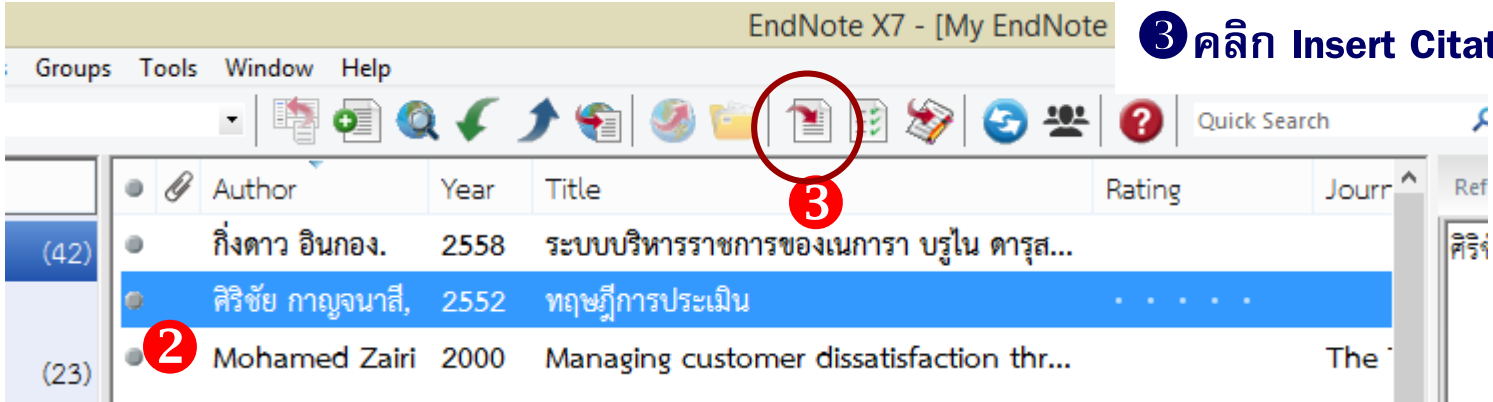 EndNote X7 - [My EndNote
❸คลิก Insert Citat
Groups Tools Window Help
Quick Search
Author Year Title Rating Journ
Ref
(42)
กิ่งดาว อินกอง. 2558 ระบบบริหารราชการของเนการา บรูไน ดารุส...
ศิริชัย กาญจนาสี, 2552 ทฤษฎีการประเมิน
ศิริชั
3
2
(23)
Mohamed Zairi 2000 Managing customer dissatisfaction thr... The